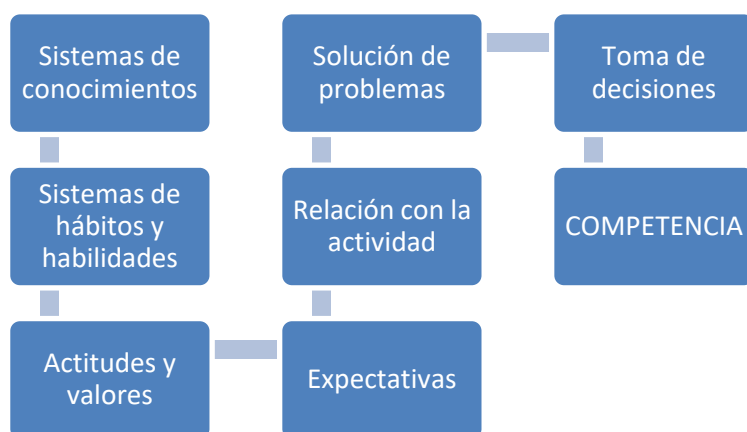 Sistemas de
conocimientos
Sistemas de
hábitos y
habilidades
Actitudes y
valores
Expectativas
Relación con la
actividad
Solución de
problemas
Toma de
decisiones
COMPETENCIA